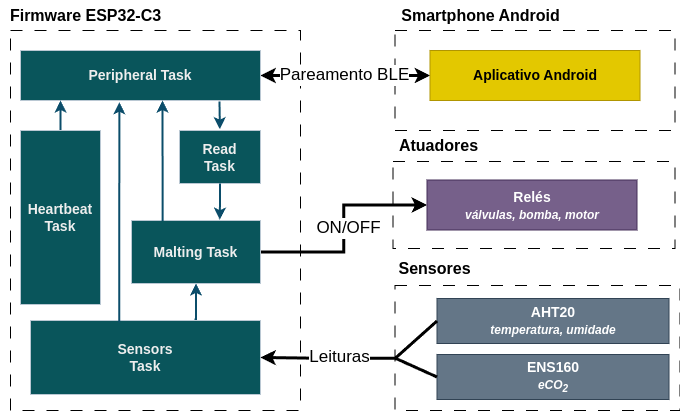 Firmware ESP32-C3
Smartphone Android
Peripheral Task
Pareamento BLE
Aplicativo Android
Read
Task
Heartbeat
Task
Malting Task
ON/OFF
Atuadores
Relés
válvulas, bomba, motor
Sensores
AHT20
temperatura, umidade
Sensors
Task
Leituras
ENS160
eCO₂